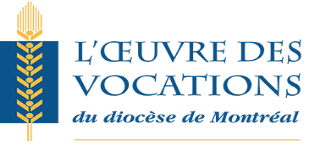 L'ŒUVRE DES
VOCATIONS
du diocèse de Montréal